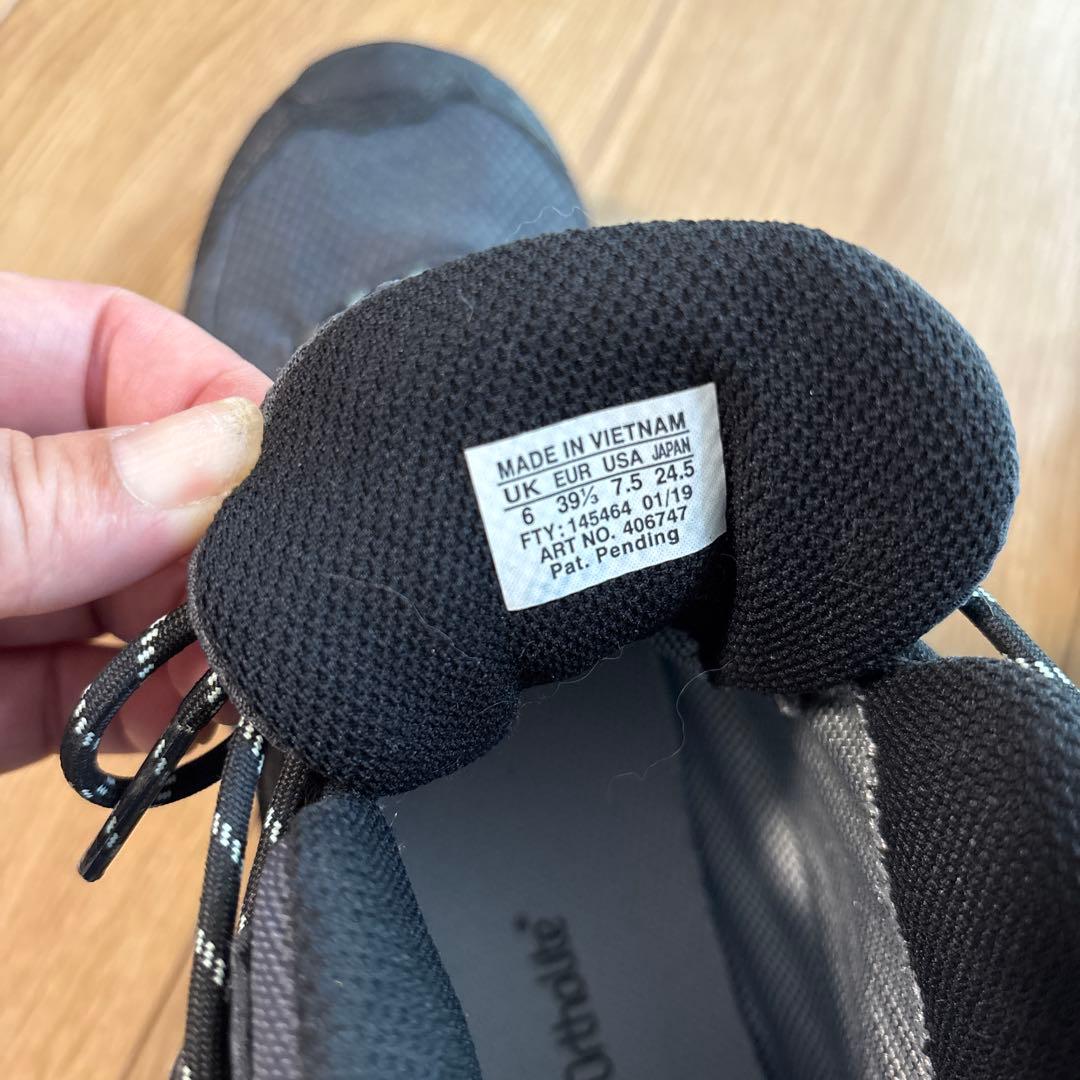 MADE IN VIETNAM
UK EUR USA JAPAN
6 39⅓ 7.5 24.5
FTY: 145464 01/19
ART NO. 406747
Pat. Pending
Ortholite